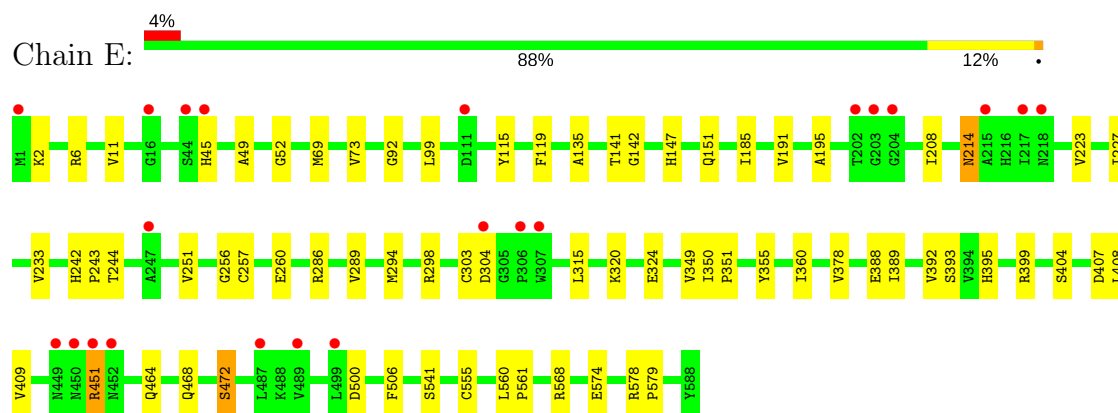 4%
Chain E:
88% 12% •
M1 K2 R6 V11 G16 S44 H45 A49 G52 M69 V73 G92 L99 D111 Y115 F119 A135 T141 G142 H147 Q151 I185 V191 A195 T202 G203 G204 I208 N214 A215 H216 I217 N218 V223
V233 H242 P243 T244 A247 V251 G256 C257 E260 R286 V289 M294 R298 C303 D304 G305 P306 W307 L315 K320 E324 V349 I350 P351 Y355 I360 V378 E388 I389 V392 S393 V394 H395 R399 S404 D407
V409 N449 N450 R451 N452 Q464 Q468 S472 L487 K488 V489 L499 D500 F506 S541 C555 L560 P561 R568 E574 R578 P579 Y588